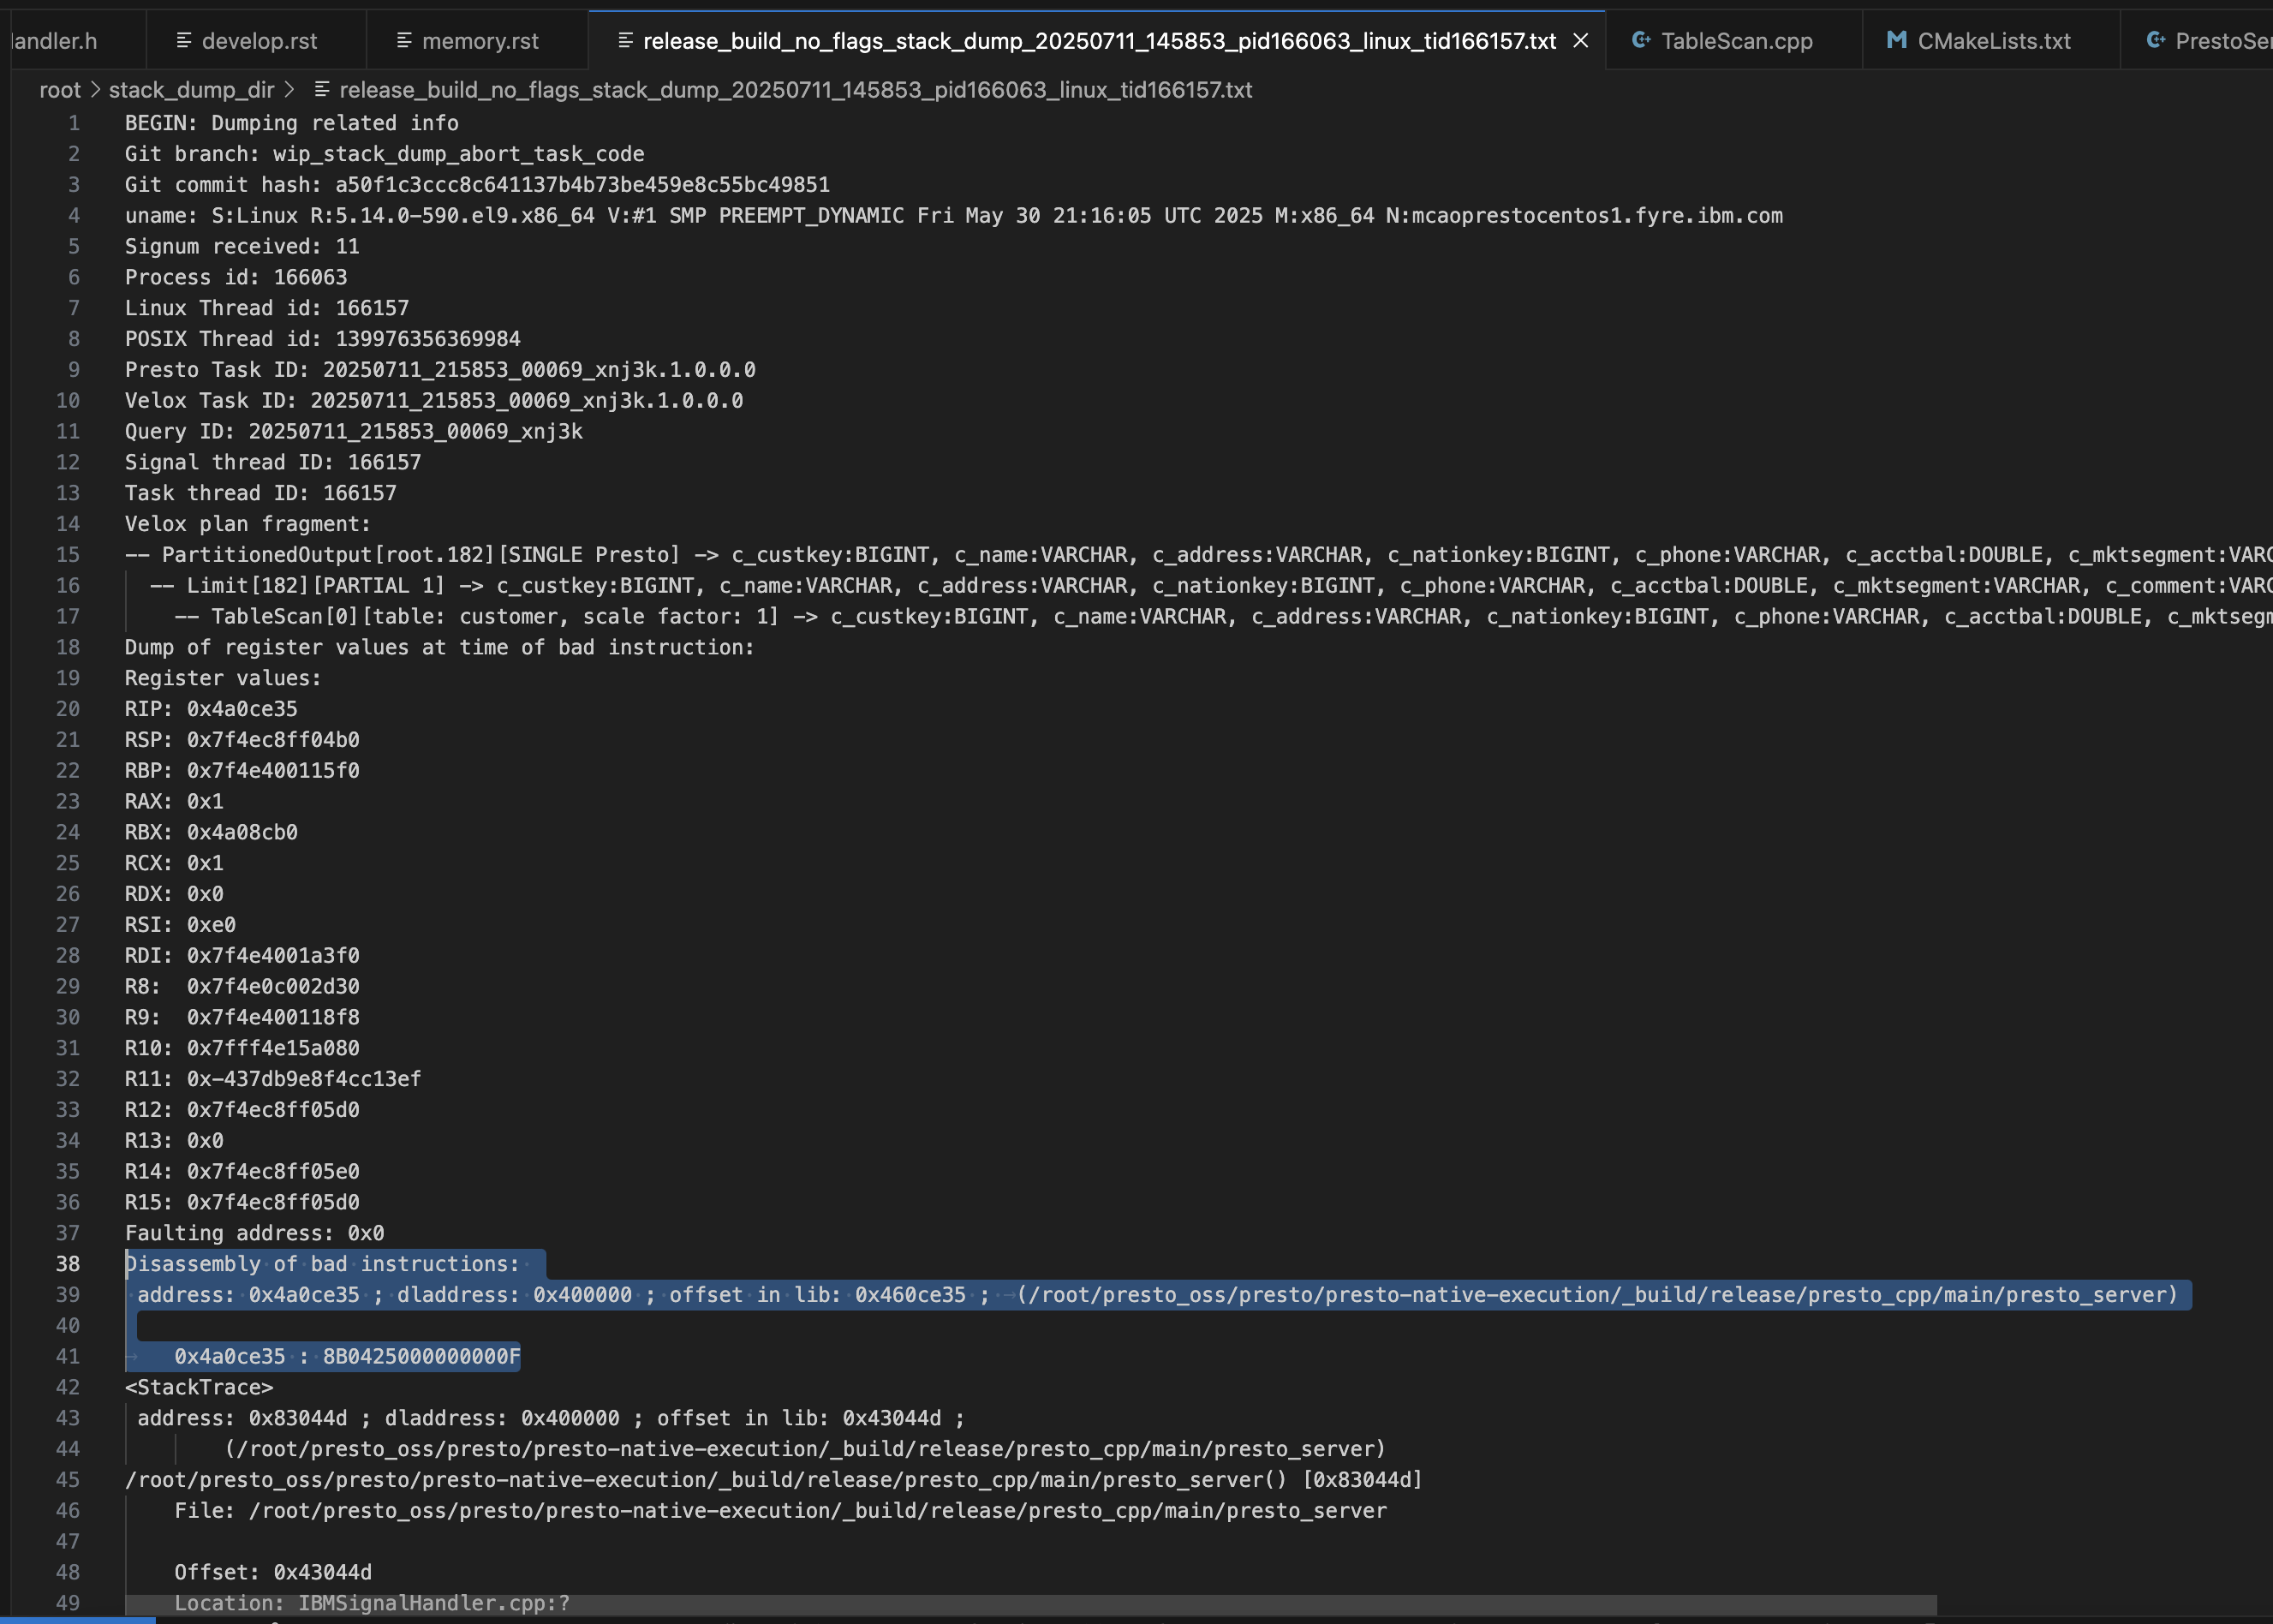 andler.h
develop.rst
memory.rst
release_build_no_flags_stack_dump_20250711_145853_pid166063_linux_tid166157.txt
TableScan.cpp
CMakeLists.txt
PrestoSer
root > stack_dump_dir > release_build_no_flags_stack_dump_20250711_145853_pid166063_linux_tid166157.txt
1 BEGIN: Dumping related info
2 Git branch: wip_stack_dump_abort_task_code
3 Git commit hash: a50f1c3ccc8c641137b4b73be459e8c55bc49851
4 uname: S:Linux R:5.14.0-590.el9.x86_64 V:#1 SMP PREEMPT_DYNAMIC Fri May 30 21:16:05 UTC 2025 M:x86_64 N:mcaoprestocentos1.fyre.ibm.com
5 Signum received: 11
6 Process id: 166063
7 Linux Thread id: 166157
8 POSIX Thread id: 139976356369984
9 Presto Task ID: 20250711_215853_00069_xnj3k.1.0.0.0
10 Velox Task ID: 20250711_215853_00069_xnj3k.1.0.0.0
11 Query ID: 20250711_215853_00069_xnj3k
12 Signal thread ID: 166157
13 Task thread ID: 166157
14 Velox plan fragment:
15 -- PartitionedOutput[root.182][SINGLE Presto] -> c_custkey:BIGINT, c_name:VARCHAR, c_address:VARCHAR, c_nationkey:BIGINT, c_phone:VARCHAR, c_acctbal:DOUBLE, c_mktsegment:VARC
16 -- Limit[182][PARTIAL 1] -> c_custkey:BIGINT, c_name:VARCHAR, c_address:VARCHAR, c_nationkey:BIGINT, c_phone:VARCHAR, c_acctbal:DOUBLE, c_mktsegment:VARCHAR, c_comment:VARC
17 -- TableScan[0][table: customer, scale factor: 1] -> c_custkey:BIGINT, c_name:VARCHAR, c_address:VARCHAR, c_nationkey:BIGINT, c_phone:VARCHAR, c_acctbal:DOUBLE, c_mktsegm
18 Dump of register values at time of bad instruction:
19 Register values:
20 RIP: 0x4a0ce35
21 RSP: 0x7f4ec8ff04b0
22 RBP: 0x7f4e400115f0
23 RAX: 0x1
24 RBX: 0x4a08cb0
25 RCX: 0x1
26 RDX: 0x0
27 RSI: 0xe0
28 RDI: 0x7f4e4001a3f0
29 R8: 0x7f4e0c002d30
30 R9: 0x7f4e400118f8
31 R10: 0x7fff4e15a080
32 R11: 0x-437db9e8f4cc13ef
33 R12: 0x7f4ec8ff05d0
34 R13: 0x0
35 R14: 0x7f4ec8ff05e0
36 R15: 0x7f4ec8ff05d0
37 Faulting address: 0x0
38 Disassembly of bad instructions:
39 address: 0x4a0ce35 ; dladdress: 0x400000 ; offset in lib: 0x460ce35 ; (/root/presto_oss/presto/presto-native-execution/_build/release/presto_cpp/main/presto_server)
40
41 0x4a0ce35 : 8B0425000000000F
42 <StackTrace>
43 address: 0x83044d ; dladdress: 0x400000 ; offset in lib: 0x43044d ;
44 (/root/presto_oss/presto/presto-native-execution/_build/release/presto_cpp/main/presto_server)
45 /root/presto_oss/presto/presto-native-execution/_build/release/presto_cpp/main/presto_server() [0x83044d]
46 File: /root/presto_oss/presto/presto-native-execution/_build/release/presto_cpp/main/presto_server
47
48 Offset: 0x43044d
49 Location: IBMSignalHandler.cpp:?